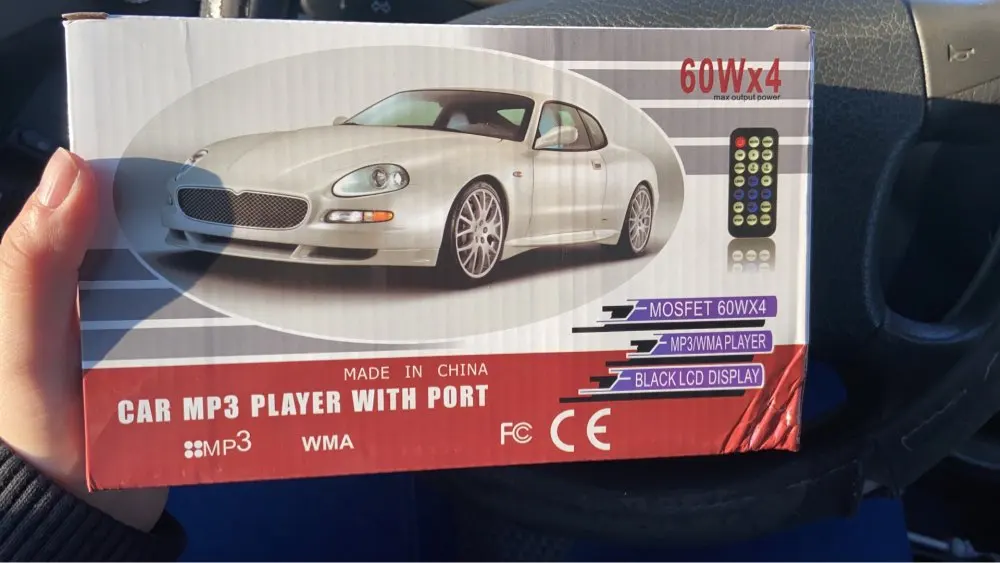 60Wx4
max output power
MOSFET 60WX4
MP3/WMA PLAYER
BLACK LCD DISPLAY
MADE IN CHINA
CAR MP3 PLAYER WITH PORT
MP3
WMA
FC CE